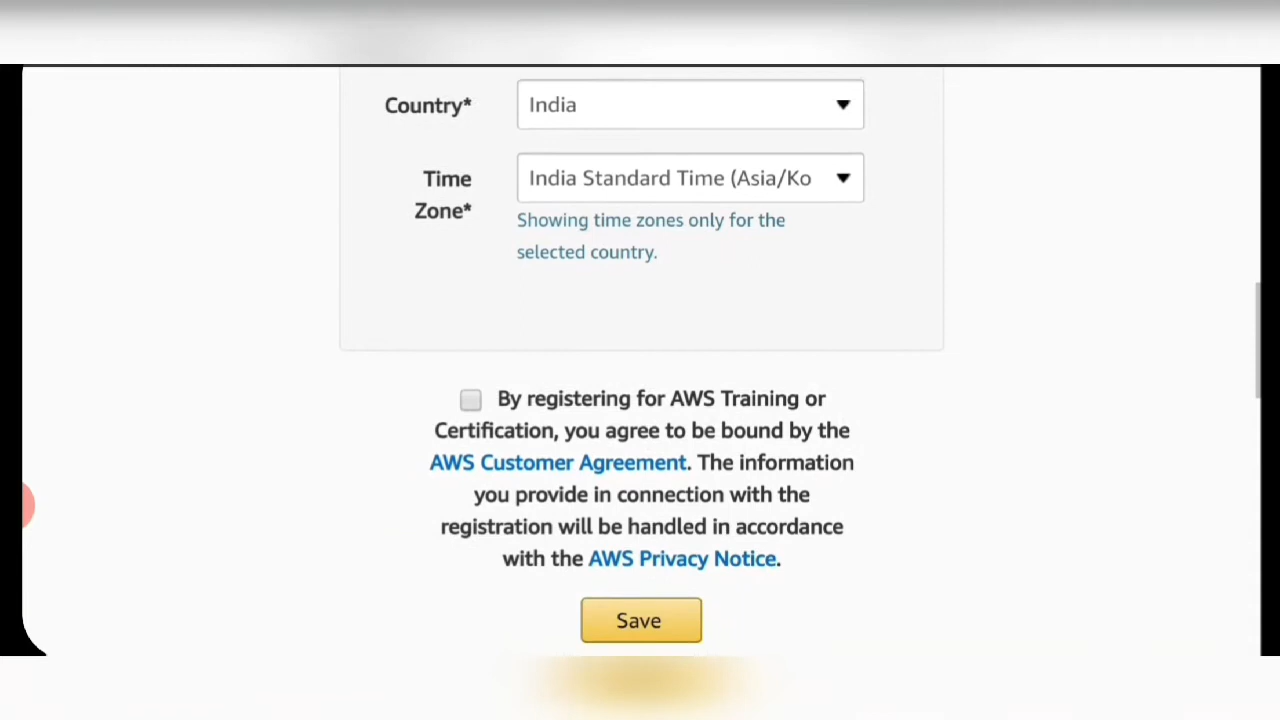 Country*
India
Time
Zone*
India Standard Time (Asia/Ko
Showing time zones only for the
selected country.
By registering for AWS Training or
Certification, you agree to be bound by the
AWS Customer Agreement. The information
you provide in connection with the
registration will be handled in accordance
with the AWS Privacy Notice.
Save